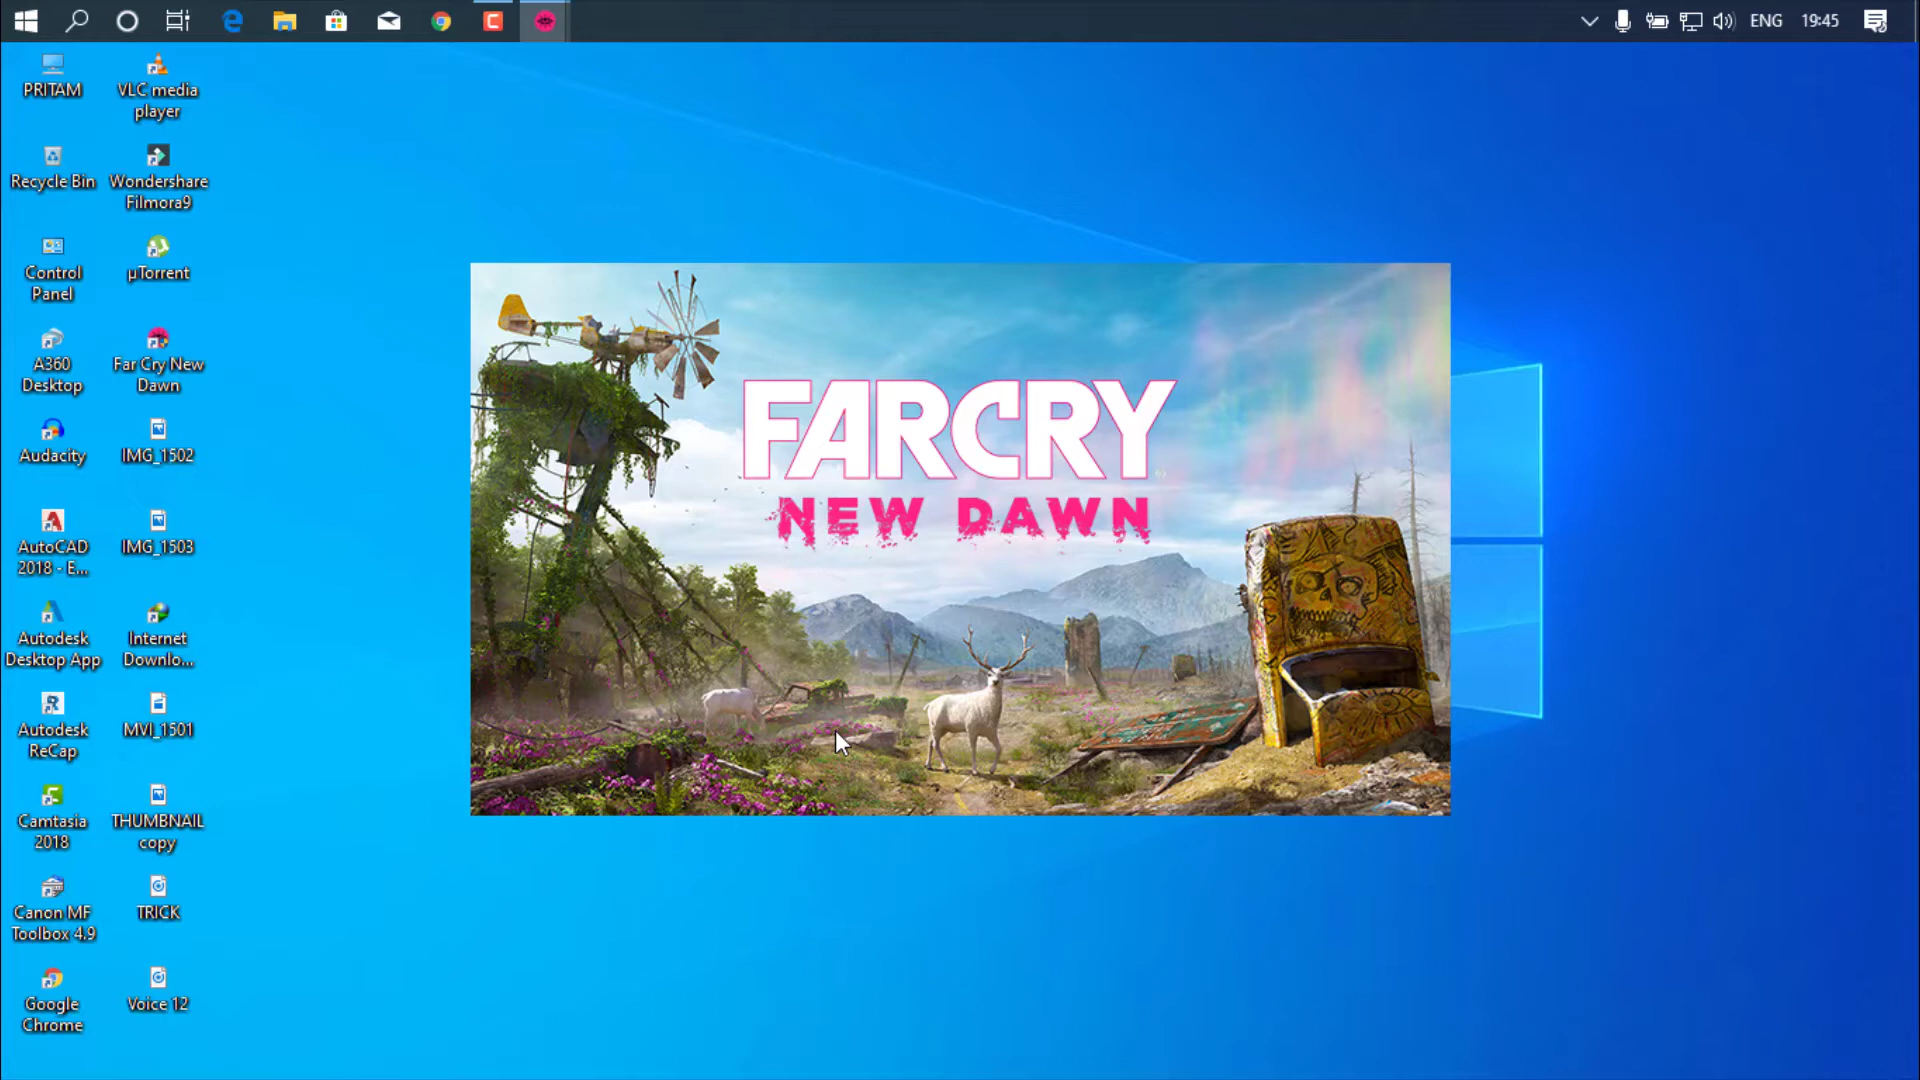 ENG 19:45
PRITAM
VLC media
player
Recycle Bin
Wondershare
Filmora9
Control
Panel
µTorrent
A360
Desktop
Far Cry New
Dawn
Audacity
IMG_1502
AutoCAD
2018 - E...
IMG_1503
Autodesk
Desktop App
Internet
Downlo...
Autodesk
ReCap
MVI_1501
Camtasia
2018
THUMBNAIL
copy
Canon MF
Toolbox 4.9
TRICK
Google
Chrome
Voice 12
FARCRY
NEW DAWN